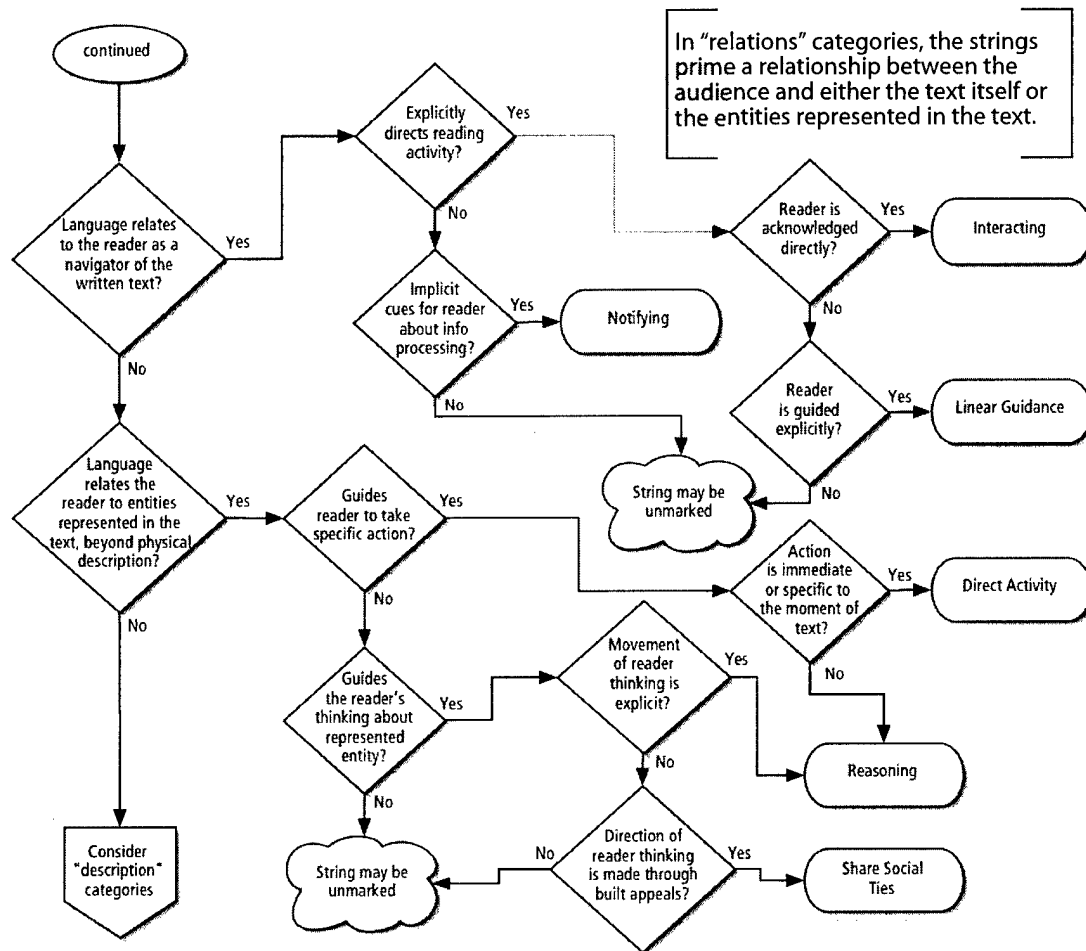 continued
In “relations” categories, the strings
prime a relationship between the
audience and either the text itself or
the entities represented in the text.
Explicitly
directs reading
activity?
Yes
No
Language relates
to the reader as a
navigator of the
written text?
Yes
No
Reader is
acknowledged
directly?
Yes
No
Interacting
Implicit
cues for reader
about info
processing?
Yes
No
Notifying
Reader
is guided
explicitly?
Yes
No
Linear Guidance
String may be
unmarked
Language
relates the
reader to entities
represented in the
text, beyond physical
description?
Yes
No
Guides
reader to take
specific action?
Yes
No
Action
is immediate
or specific to
the moment of
text?
Yes
No
Direct Activity
Guides
the reader’s
thinking about
represented
entity?
Yes
No
Movement
of reader
thinking is
explicit?
Yes
No
Reasoning
Consider
“description”
categories
String may be
unmarked
Direction of
reader thinking
is made through
built appeals?
No
Yes
Share Social
Ties